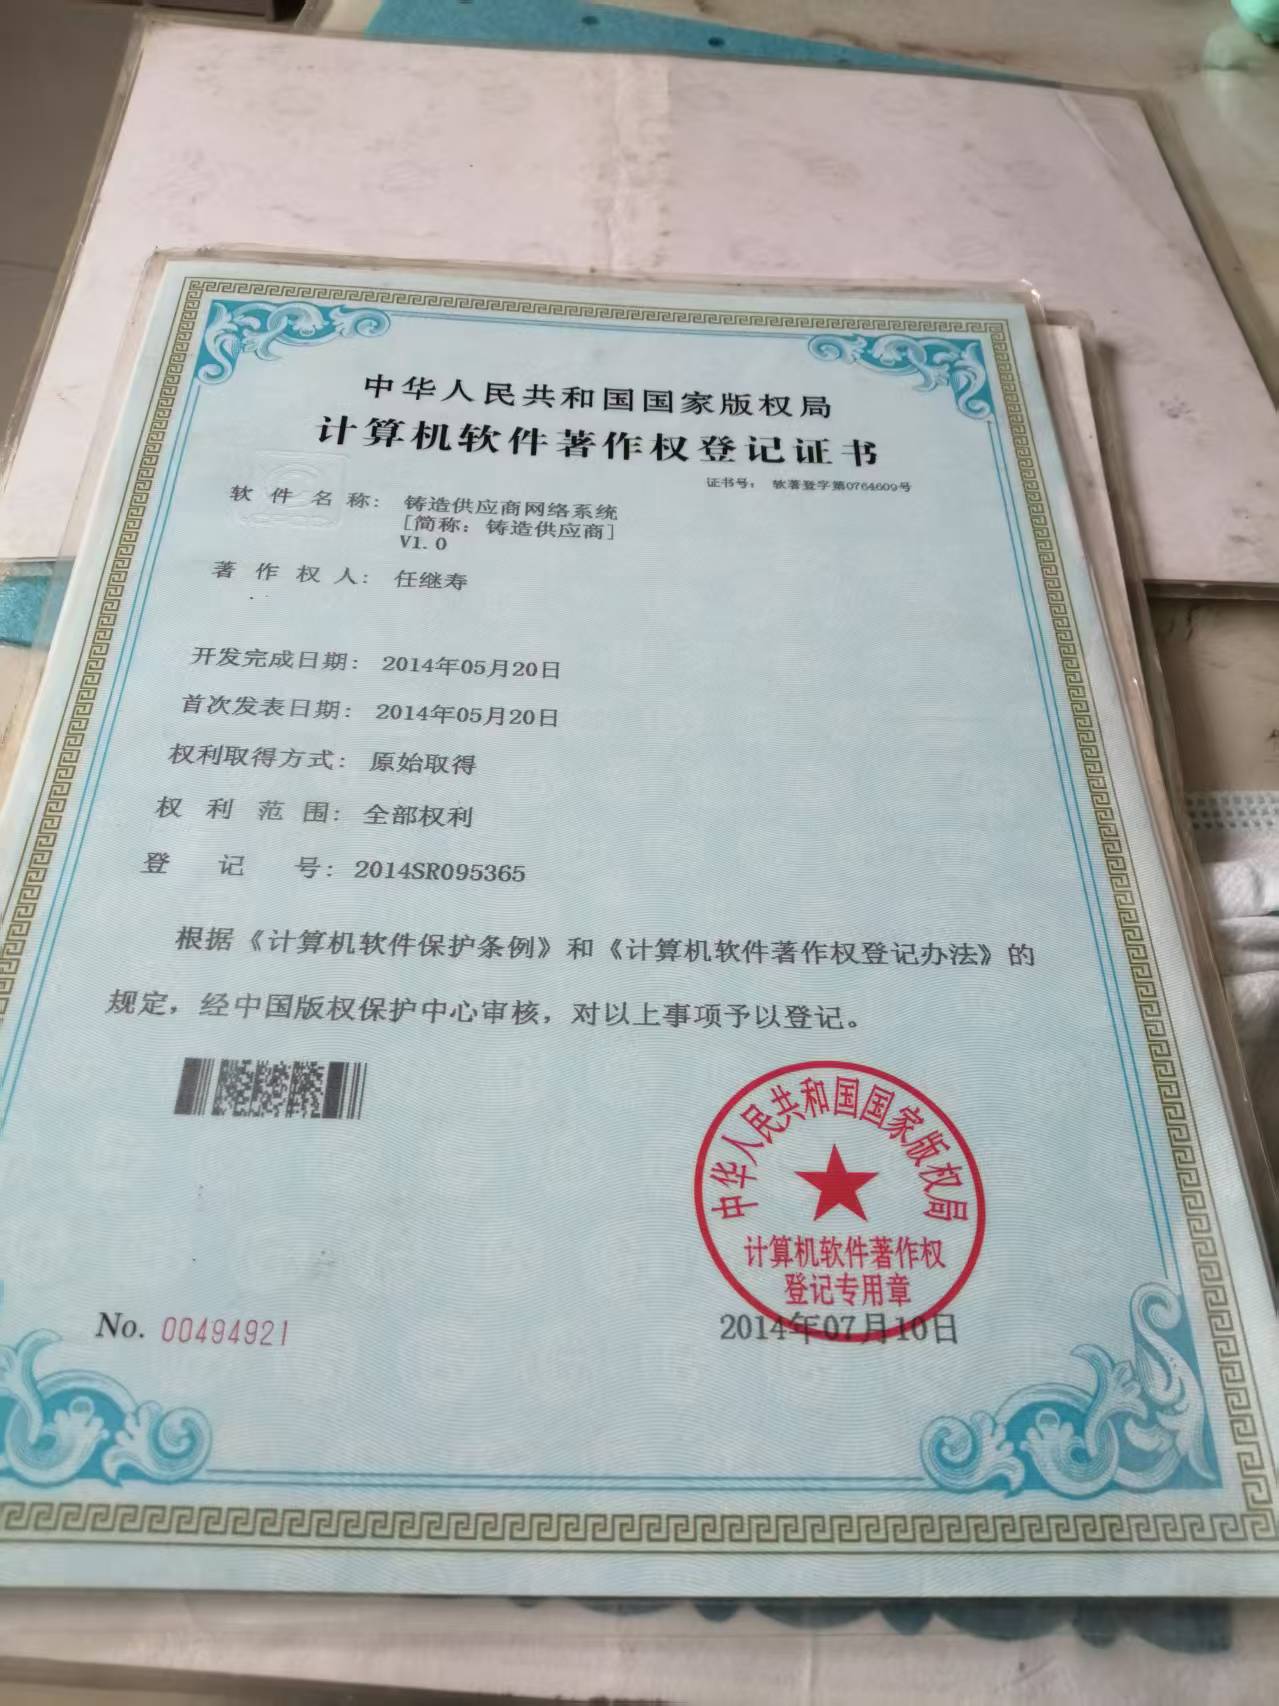 中华人民共和国国家版权局
计算机软件著作权登记证书
证书号： 软著登字第0764609号
软件名称： 铸造供应商网络系统
[简称：铸造供应商]
V1.0
著作权人： 任继寿
开发完成日期： 2014年05月20日
首次发表日期： 2014年05月20日
权利取得方式： 原始取得
权利范围： 全部权利
登记号： 2014SR095365
根据《计算机软件保护条例》和《计算机软件著作权登记办法》的
规定，经中国版权保护中心审核，对以上事项予以登记。
中华人民共和国国家版权局
计算机软件著作权
登记专用章
No. 00494921
2014年07月10日